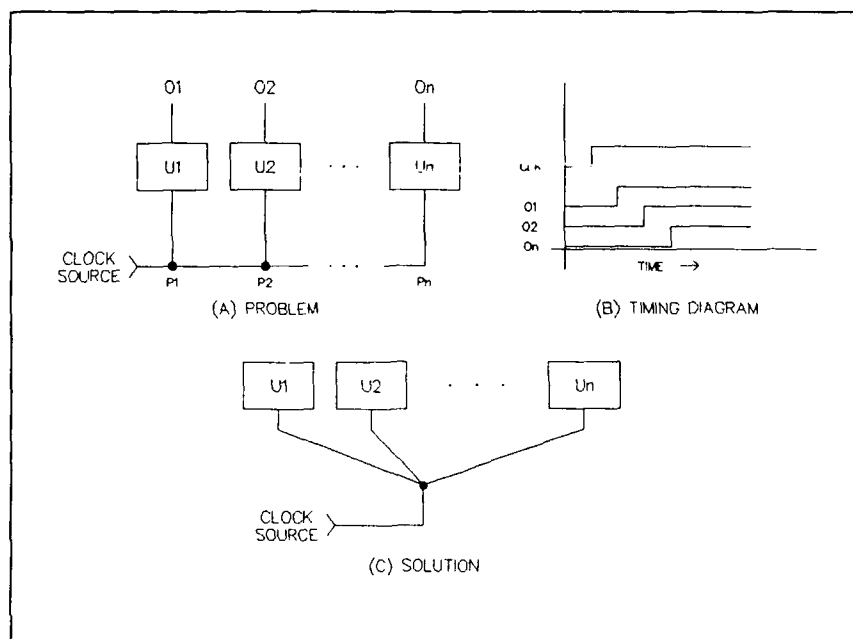 O1 O2 On
U1 U2 . . . Un
CLOCK SOURCE
P1 P2 . . . Pn
(A) PROBLEM
O1
O2
On
TIME →
(B) TIMING DIAGRAM
U1 U2 . . . Un
CLOCK SOURCE
(C) SOLUTION